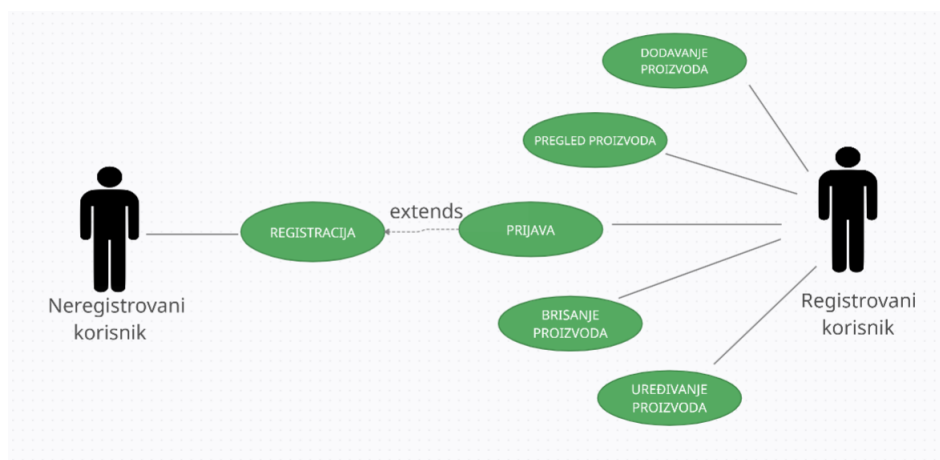 DODAVANJE
PROIZVODA
PREGLED PROIZVODA
extends
REGISTRACIJA
PRIJAVA
Neregistrovani
korisnik
Registrovani
korisnik
BRISANJE
PROIZVODA
UREĐIVANJE
PROIZVODA